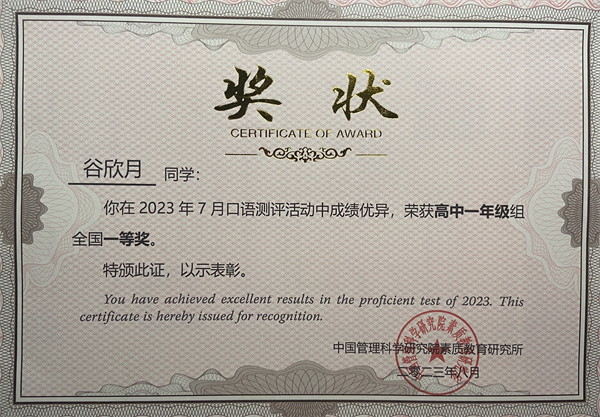 奖 状
CERTIFICATE OF AWARD
谷欣月 同学：
你在 2023 年 7 月口语测评活动中成绩优异，荣获高中一年级组
全国一等奖。
特颁此证，以示表彰。
You have achieved excellent results in the proficient test of 2023. This
certificate is hereby issued for recognition.
中国管理科学研究院素质教育研究所
二〇二三年八月